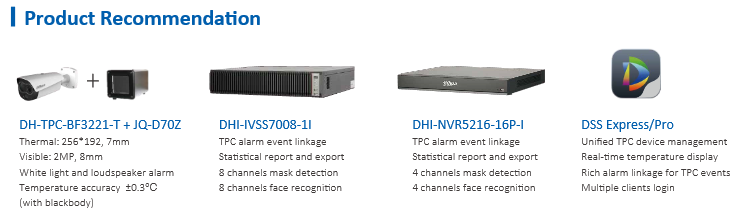 Product Recommendation
alhua
DH-TPC-BF3221-T + JQ-D70Z
Thermal: 256*192, 7mm
Visible: 2MP, 8mm
White light and loudspeaker alarm
Temperature accuracy ±0.3℃
(with blackbody)
DHI-IVSS7008-1I
TPC alarm event linkage
Statistical report and export
8 channels mask detection
8 channels face recognition
DHI-NVR5216-16P-I
TPC alarm event linkage
Statistical report and export
4 channels mask detection
4 channels face recognition
DSS Express/Pro
Unified TPC device management
Real-time temperature display
Rich alarm linkage for TPC events
Multiple clients login